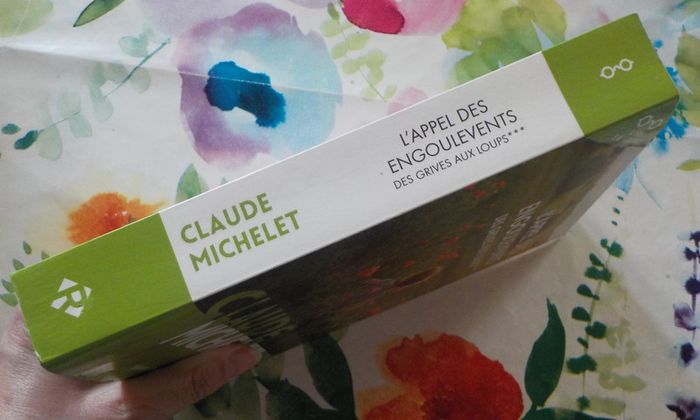 CLAUDE
MICHELET
L'APPEL DES
ENGOULEVENTS
DES GRIVES AUX LOUPS***
R